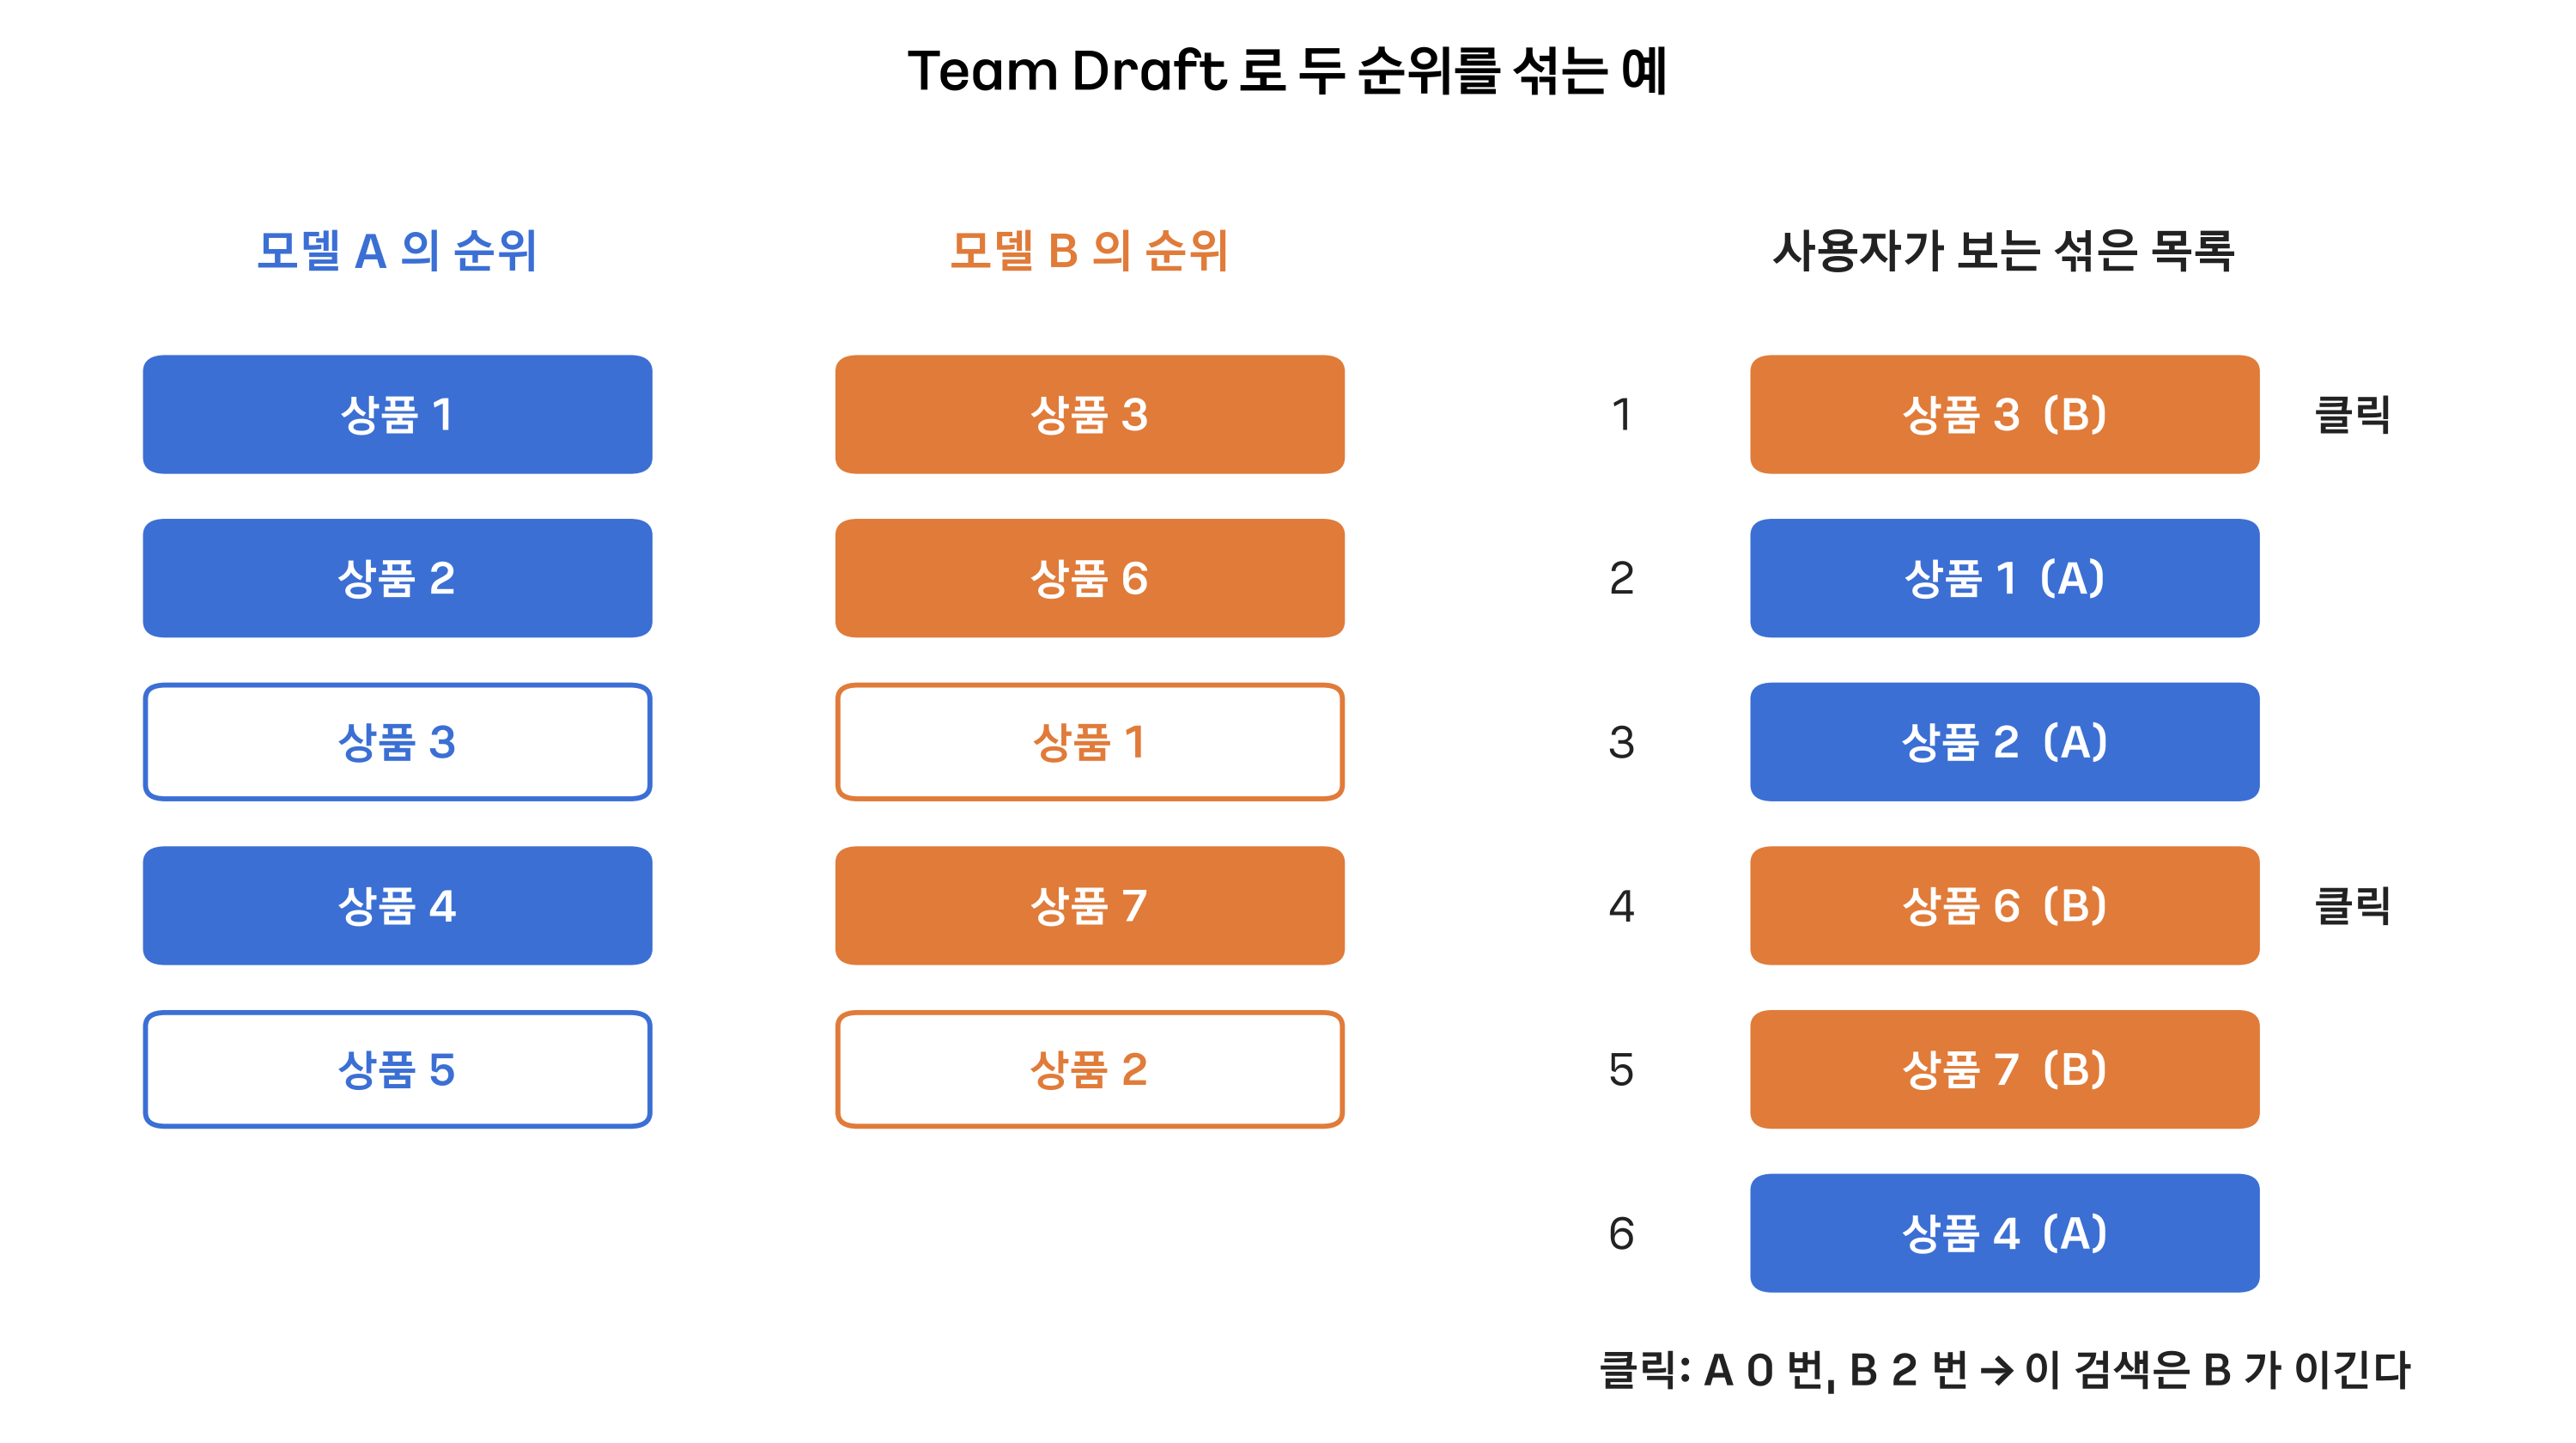 Team Draft 로 두 순위를 섞는 예
모델 A 의 순위
상품 1
상품 2
상품 3
상품 4
상품 5
모델 B 의 순위
상품 3
상품 6
상품 1
상품 7
상품 2
사용자가 보는 섞은 목록
1 상품 3 (B) 클릭
2 상품 1 (A)
3 상품 2 (A)
4 상품 6 (B) 클릭
5 상품 7 (B)
6 상품 4 (A)
클릭: A 0 번, B 2 번 → 이 검색은 B 가 이긴다